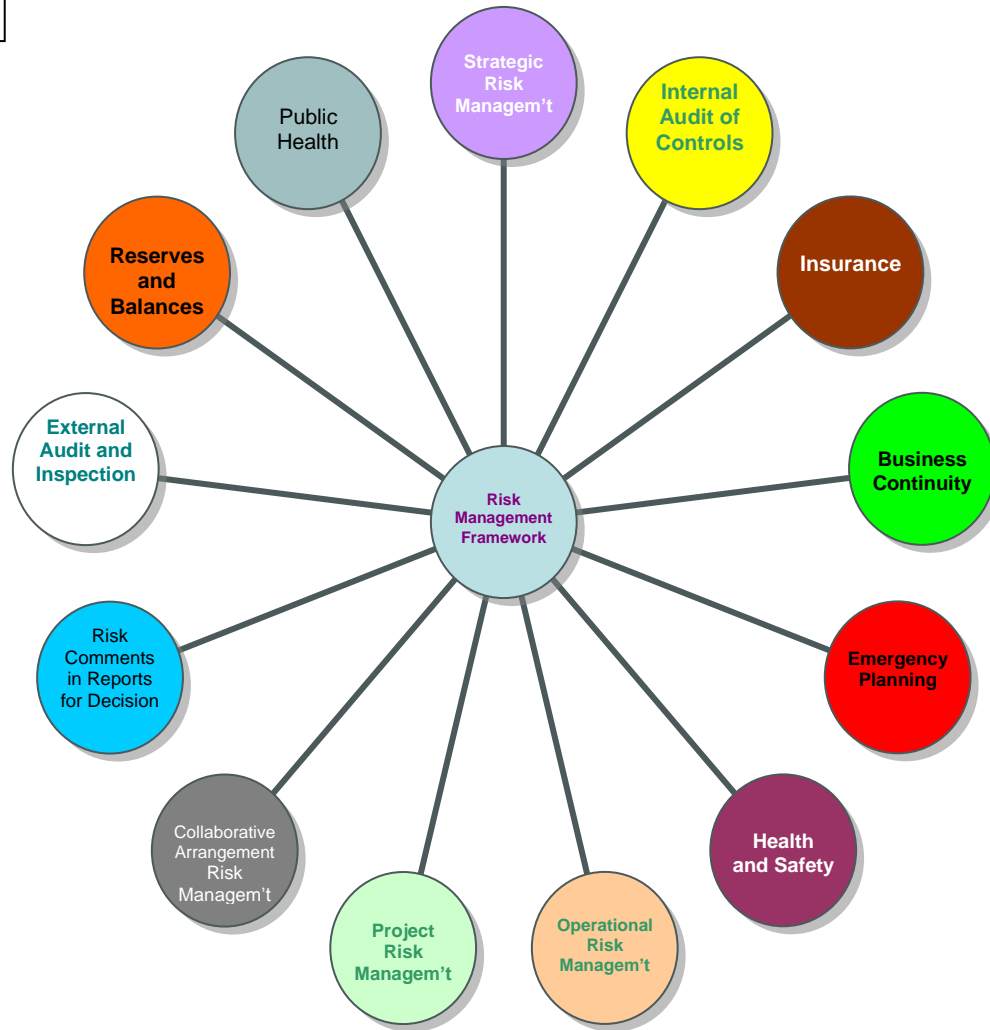 Strategic
Risk
Managem't
Internal
Audit of
Controls
Insurance
Business
Continuity
Emergency
Planning
Health
and Safety
Operational
Risk
Managem't
Project
Risk
Managem't
Collaborative
Arrangement
Risk
Managem't
Risk
Comments
in Reports
for Decision
External
Audit and
Inspection
Reserves
and
Balances
Public
Health
Risk
Management
Framework